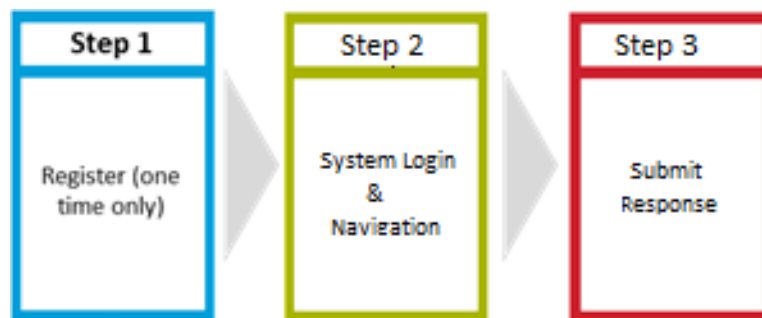 Step 1
Register (one
time only)
Step 2
System Login
&
Navigation
Step 3
Submit
Response